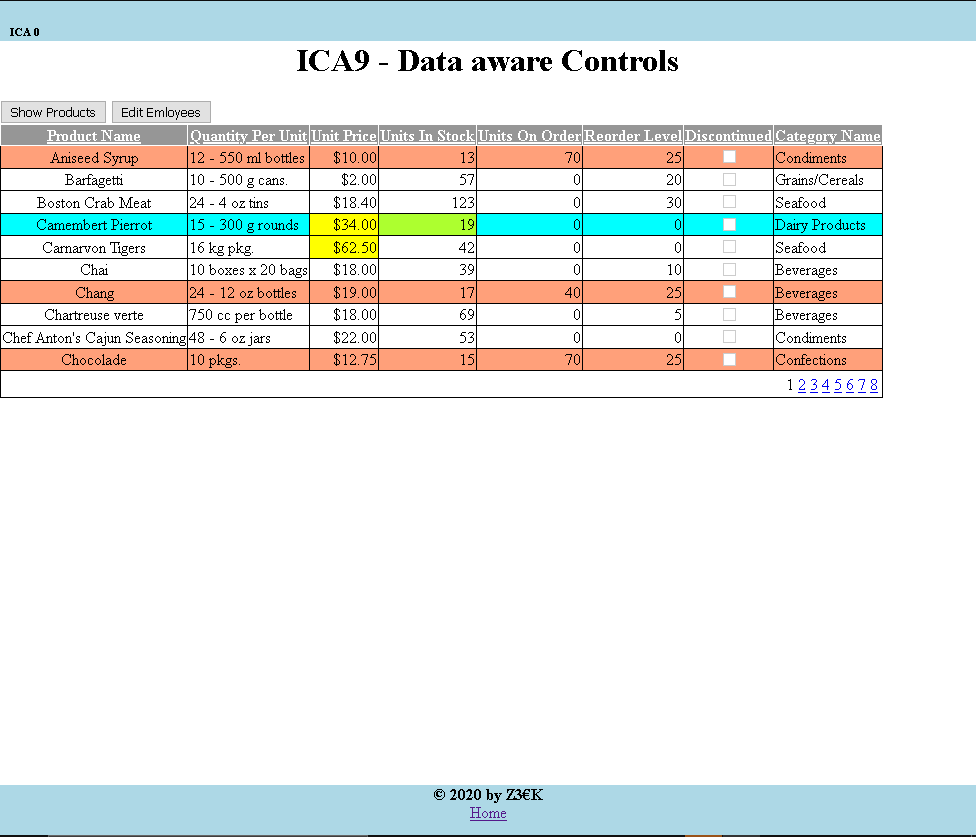 ICA 0
ICA9 - Data aware Controls
Show Products Edit Emloyees
Product Name Quantity Per Unit Unit Price Units In Stock Units On Order Reorder Level Discontinued Category Name
Aniseed Syrup 12 - 550 ml bottles $10.00 13 70 25 Condiments
Barfagetti 10 - 500 g cans. $2.00 57 0 20 Grains/Cereals
Boston Crab Meat 24 - 4 oz tins $18.40 123 0 30 Seafood
Camembert Pierrot 15 - 300 g rounds $34.00 19 0 0 Dairy Products
Carnarvon Tigers 16 kg pkg. $62.50 42 0 0 Seafood
Chai 10 boxes x 20 bags $18.00 39 0 10 Beverages
Chang 24 - 12 oz bottles $19.00 17 40 25 Beverages
Chartreuse verte 750 cc per bottle $18.00 69 0 5 Beverages
Chef Anton's Cajun Seasoning 48 - 6 oz jars $22.00 53 0 0 Condiments
Chocolade 10 pkgs. $12.75 15 70 25 Confections
1 2 3 4 5 6 7 8
© 2020 by Z3€K
Home